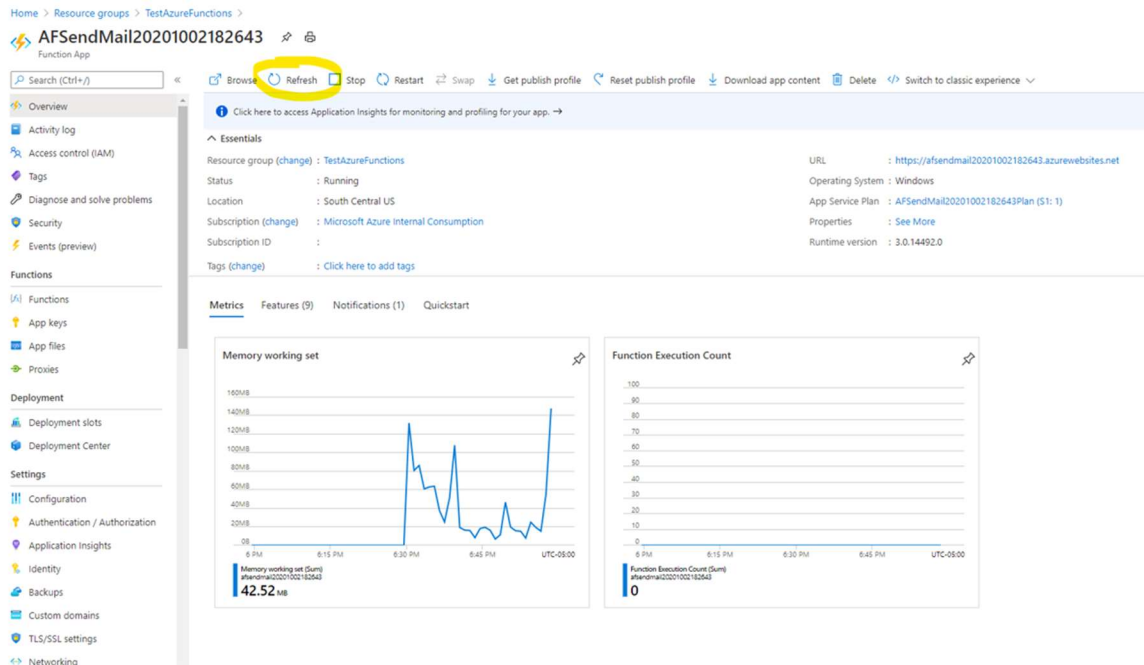 Home > Resource groups > TestAzureFunctions >
AFSendMail20201002182643
Function App
Search (Ctrl+/)
«
Browse Refresh Stop Restart Swap Get publish profile Reset publish profile Download app content Delete Switch to classic experience
Overview
Activity log
Access control (IAM)
Tags
Diagnose and solve problems
Security
Events (preview)
Functions
Functions
App keys
App files
Proxies
Deployment
Deployment slots
Deployment Center
Settings
Configuration
Authentication / Authorization
Application Insights
Identity
Backups
Custom domains
TLS/SSL settings
Networking
Click here to access Application Insights for monitoring and profiling for your app. →
Essentials
Resource group (change) : TestAzureFunctions
Status : Running
Location : South Central US
Subscription (change) : Microsoft Azure Internal Consumption
Subscription ID :
Tags (change) : Click here to add tags
URL : https://afsendmail20201002182643.azurewebsites.net
Operating System : Windows
App Service Plan : AFSendMail20201002182643Plan (S1: 1)
Properties : See More
Runtime version : 3.0.14492.0
Metrics Features (9) Notifications (1) Quickstart
Memory working set
160MB
140MB
120MB
100MB
80MB
60MB
40MB
20MB
0B
6 PM 6:15 PM 6:30 PM 6:45 PM UTC-05:00
Memory working set (Sum)
afsendmail20201002182643
42.52 MB
Function Execution Count
100
90
80
70
60
50
40
30
20
10
0
6 PM 6:15 PM 6:30 PM 6:45 PM UTC-05:00
Function Execution Count (Sum)
afsendmail20201002182643
0